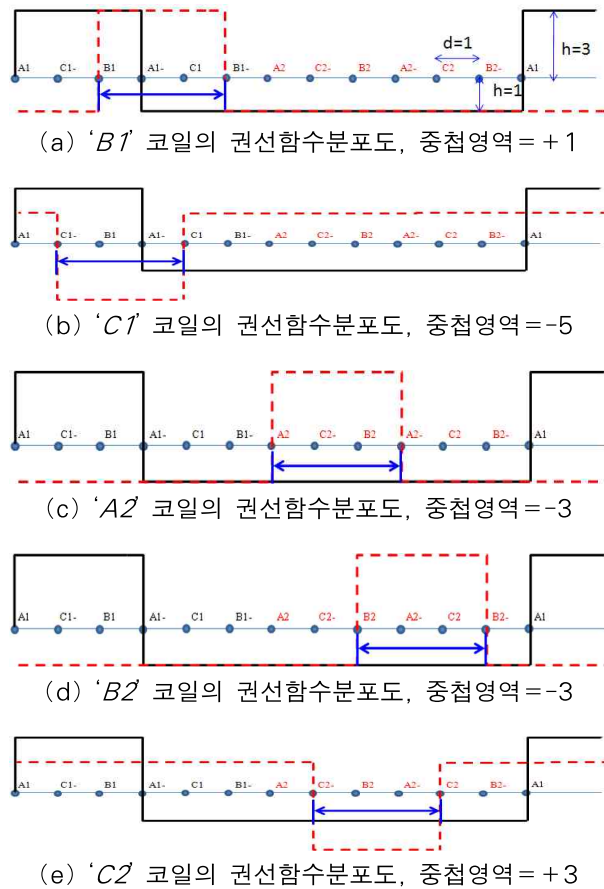 A1 C1- B1 A1- C1 B1- A2 C2- B2 A2- C2 B2- A1
d=1
h=3
h=1
(a) 'B1' 코일의 권선함수분포도, 중첩영역=+1
A1 C1- B1 A1- C1 B1- A2 C2- B2 A2- C2 B2- A1
(b) 'C1' 코일의 권선함수분포도, 중첩영역=-5
A1 C1- B1 A1- C1 B1- A2 C2- B2 A2- C2 B2- A1
(c) 'A2' 코일의 권선함수분포도, 중첩영역=-3
A1 C1- B1 A1- C1 B1- A2 C2- B2 A2- C2 B2- A1
(d) 'B2' 코일의 권선함수분포도, 중첩영역=-3
A1 C1- B1 A1- C1 B1- A2 C2- B2 A2- C2 B2- A1
(e) 'C2' 코일의 권선함수분포도, 중첩영역=+3